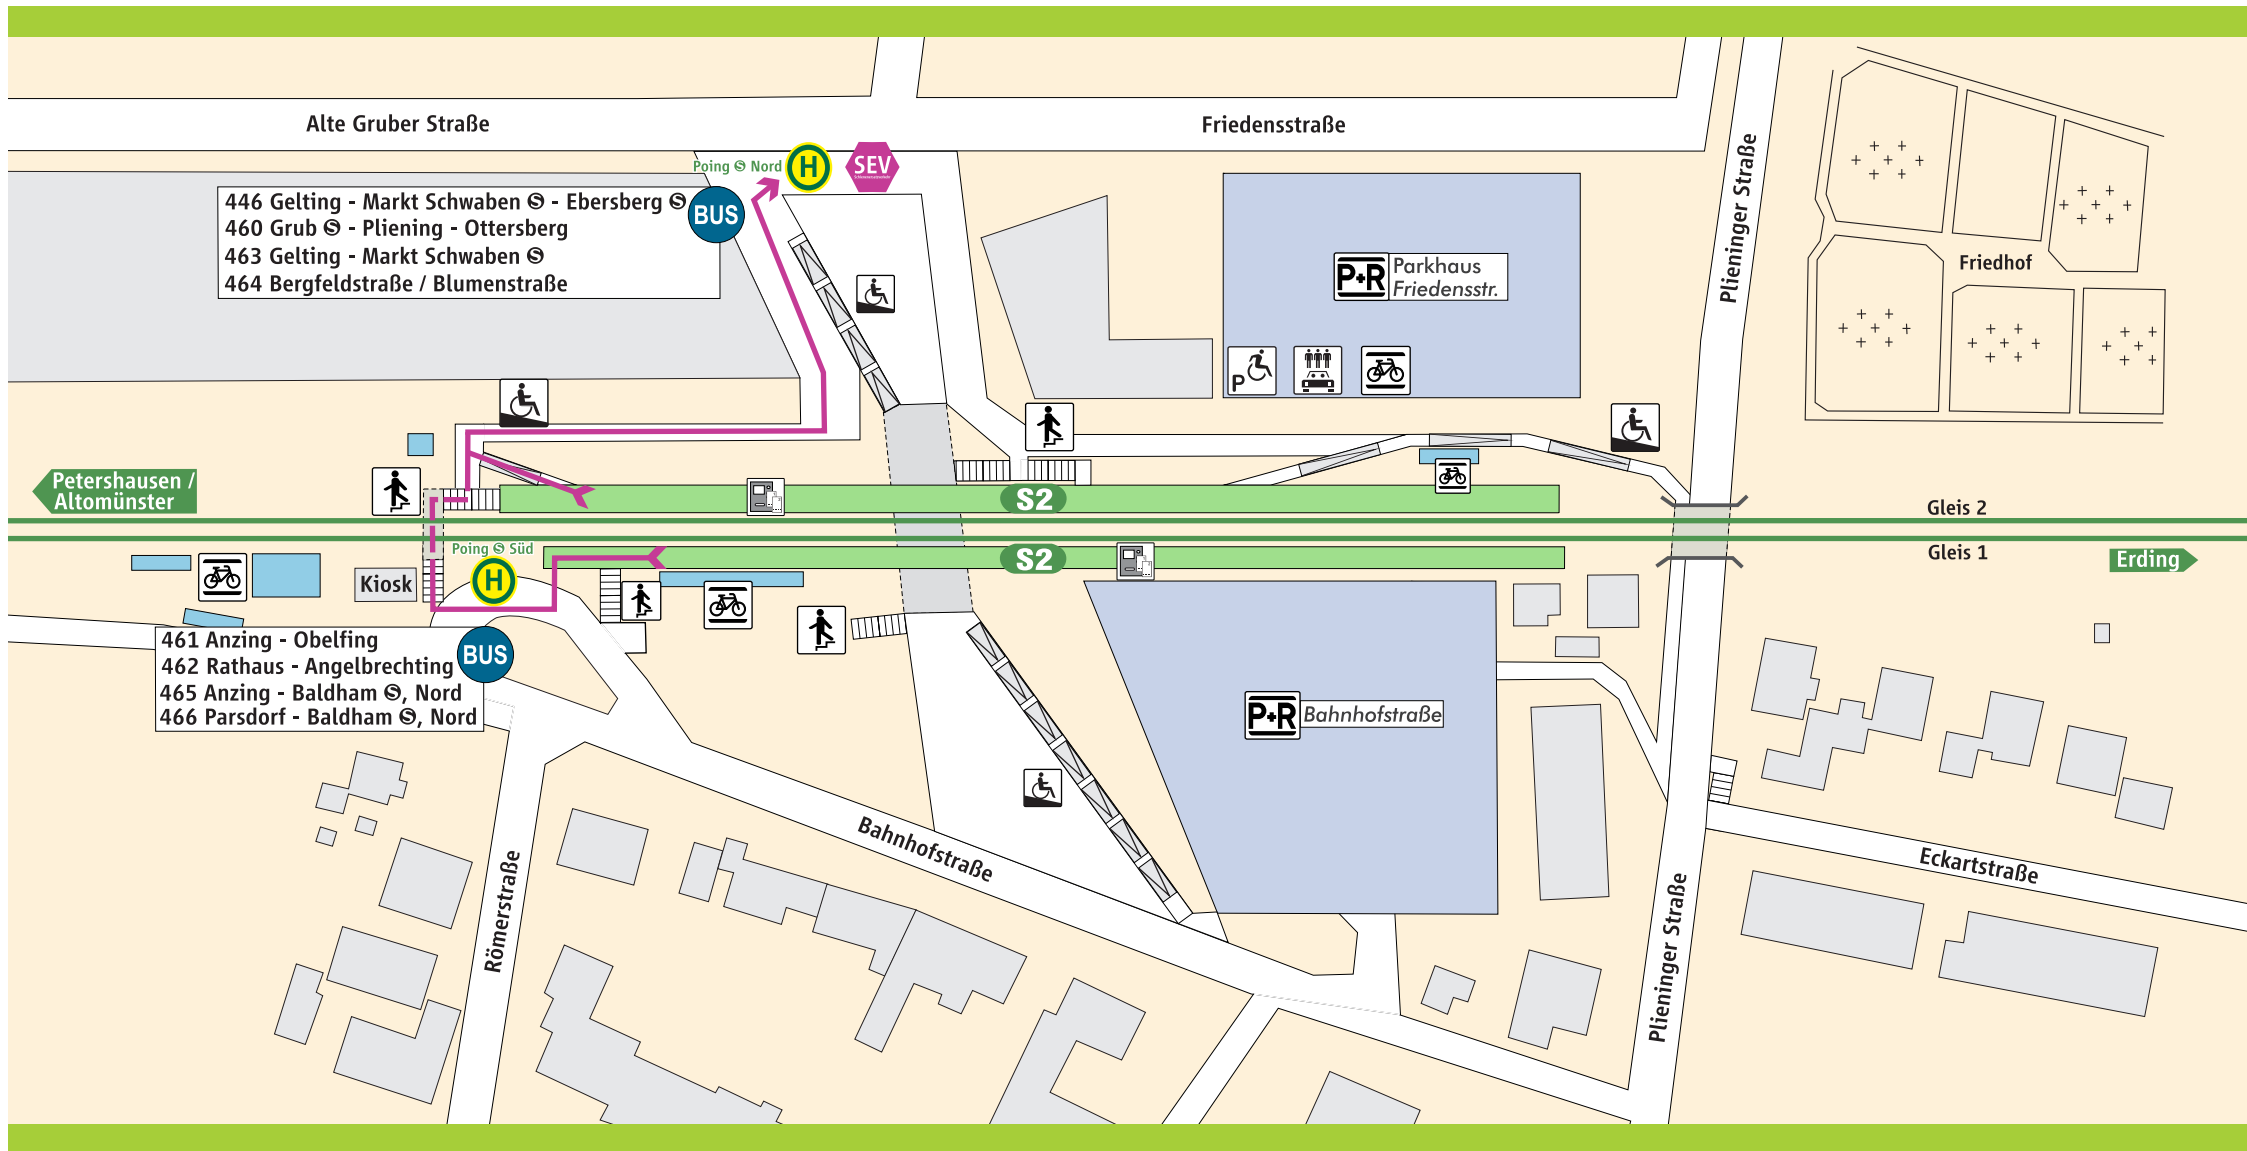 Alte Gruber Straße
Friedensstraße
Plieninger Straße
Poing S Nord
H
SEV
446 Gelting - Markt Schwaben S - Ebersberg S
460 Grub S - Pliening - Ottersberg
463 Gelting - Markt Schwaben S
464 Bergfeldstraße / Blumenstraße
BUS
P+R
Parkhaus
Friedensstr.
Friedhof
P
Petershausen /
Altomünster
S2
Gleis 2
Poing S Süd
H
S2
Gleis 1
Erding
Kiosk
461 Anzing - Obelfing
462 Rathaus - Angelbrechting
465 Anzing - Baldham S, Nord
466 Parsdorf - Baldham S, Nord
BUS
P+R
Bahnhofstraße
Bahnhofstraße
Römerstraße
Eckartstraße
Plieninger Straße